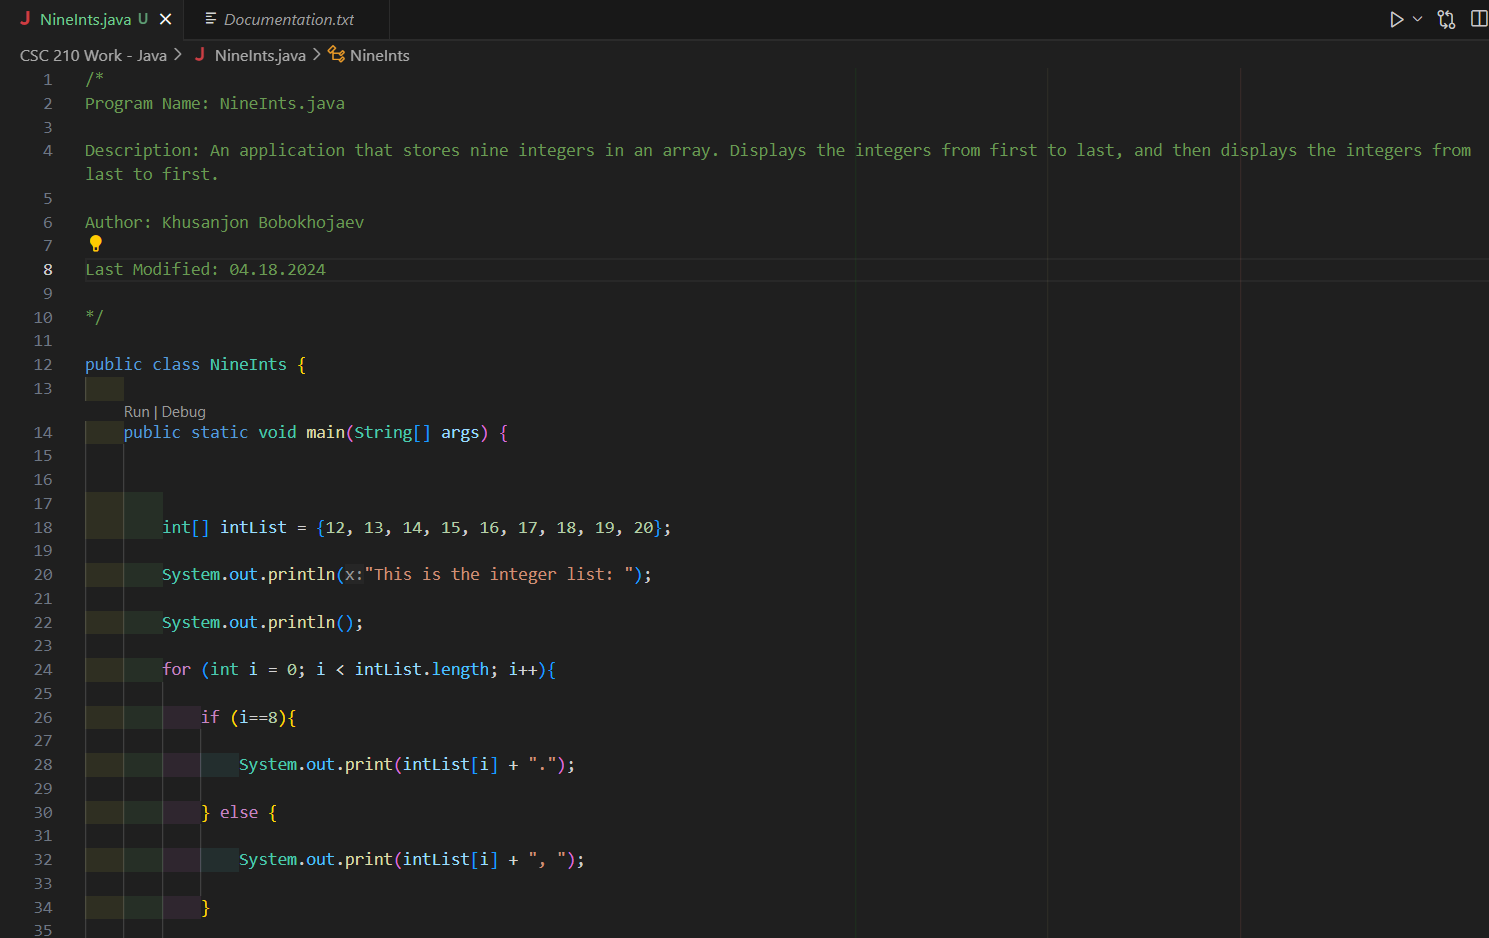 NineInts.java U
Documentation.txt
CSC 210 Work - Java > NineInts.java > NineInts
1 /*
2 Program Name: NineInts.java
3
4 Description: An application that stores nine integers in an array. Displays the integers from first to last, and then displays the integers from
last to first.
5
6 Author: Khusanjon Bobokhojaev
7
8 Last Modified: 04.18.2024
9
10 */
11
12 public class NineInts {
13
Run | Debug
14 public static void main(String[] args) {
15
16
17
18 int[] intList = {12, 13, 14, 15, 16, 17, 18, 19, 20};
19
20 System.out.println(x:"This is the integer list: ");
21
22 System.out.println();
23
24 for (int i = 0; i < intList.length; i++){
25
26 if (i==8){
27
28 System.out.print(intList[i] + ".");
29
30 } else {
31
32 System.out.print(intList[i] + ", ");
33
34 }
35